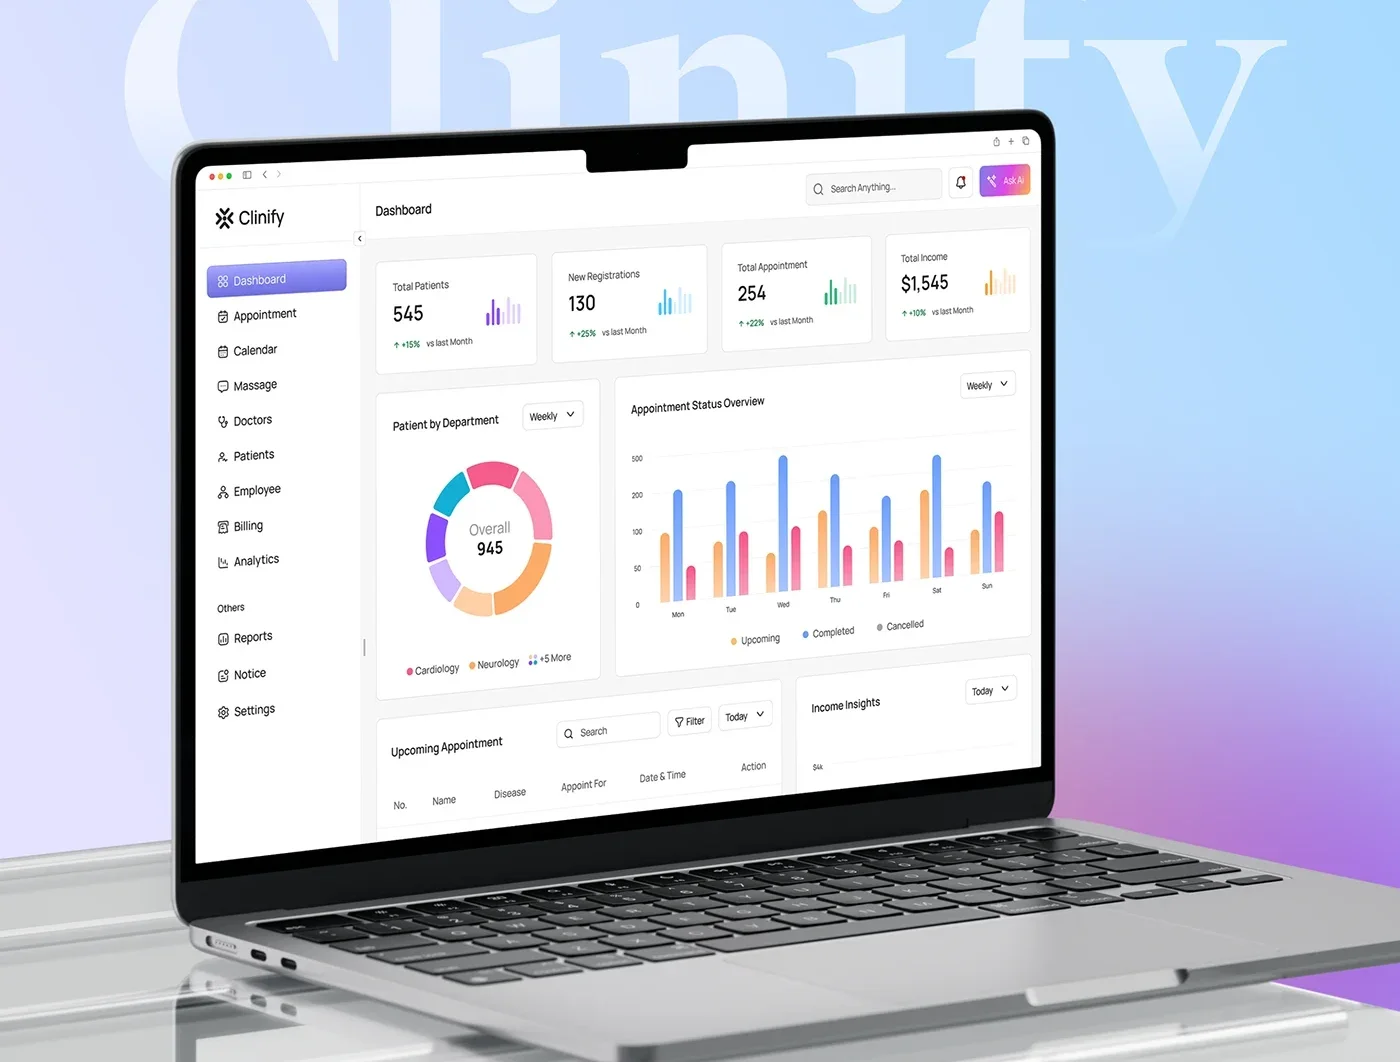 Clinify
Clinify
Dashboard
Search Anything...
Ask Ai
Dashboard
Appointment
Calendar
Massage
Doctors
Patients
Employee
Billing
Analytics
Others
Reports
Notice
Settings
Total Patients
545
+15% vs last Month
New Registrations
130
+25% vs last Month
Total Appointment
254
+22% vs last Month
Total Income
$1,545
+10% vs last Month
Patient by Department
Weekly
Overall
945
Cardiology Neurology +5 More
Appointment Status Overview
Weekly
500
200
100
50
0
Mon Tue Wed Thu Fri Sat Sun
Upcoming Completed Cancelled
Upcoming Appointment
Search
Filter
Today
No. Name Disease Appoint For Date & Time Action
Income Insights
Today
$4k